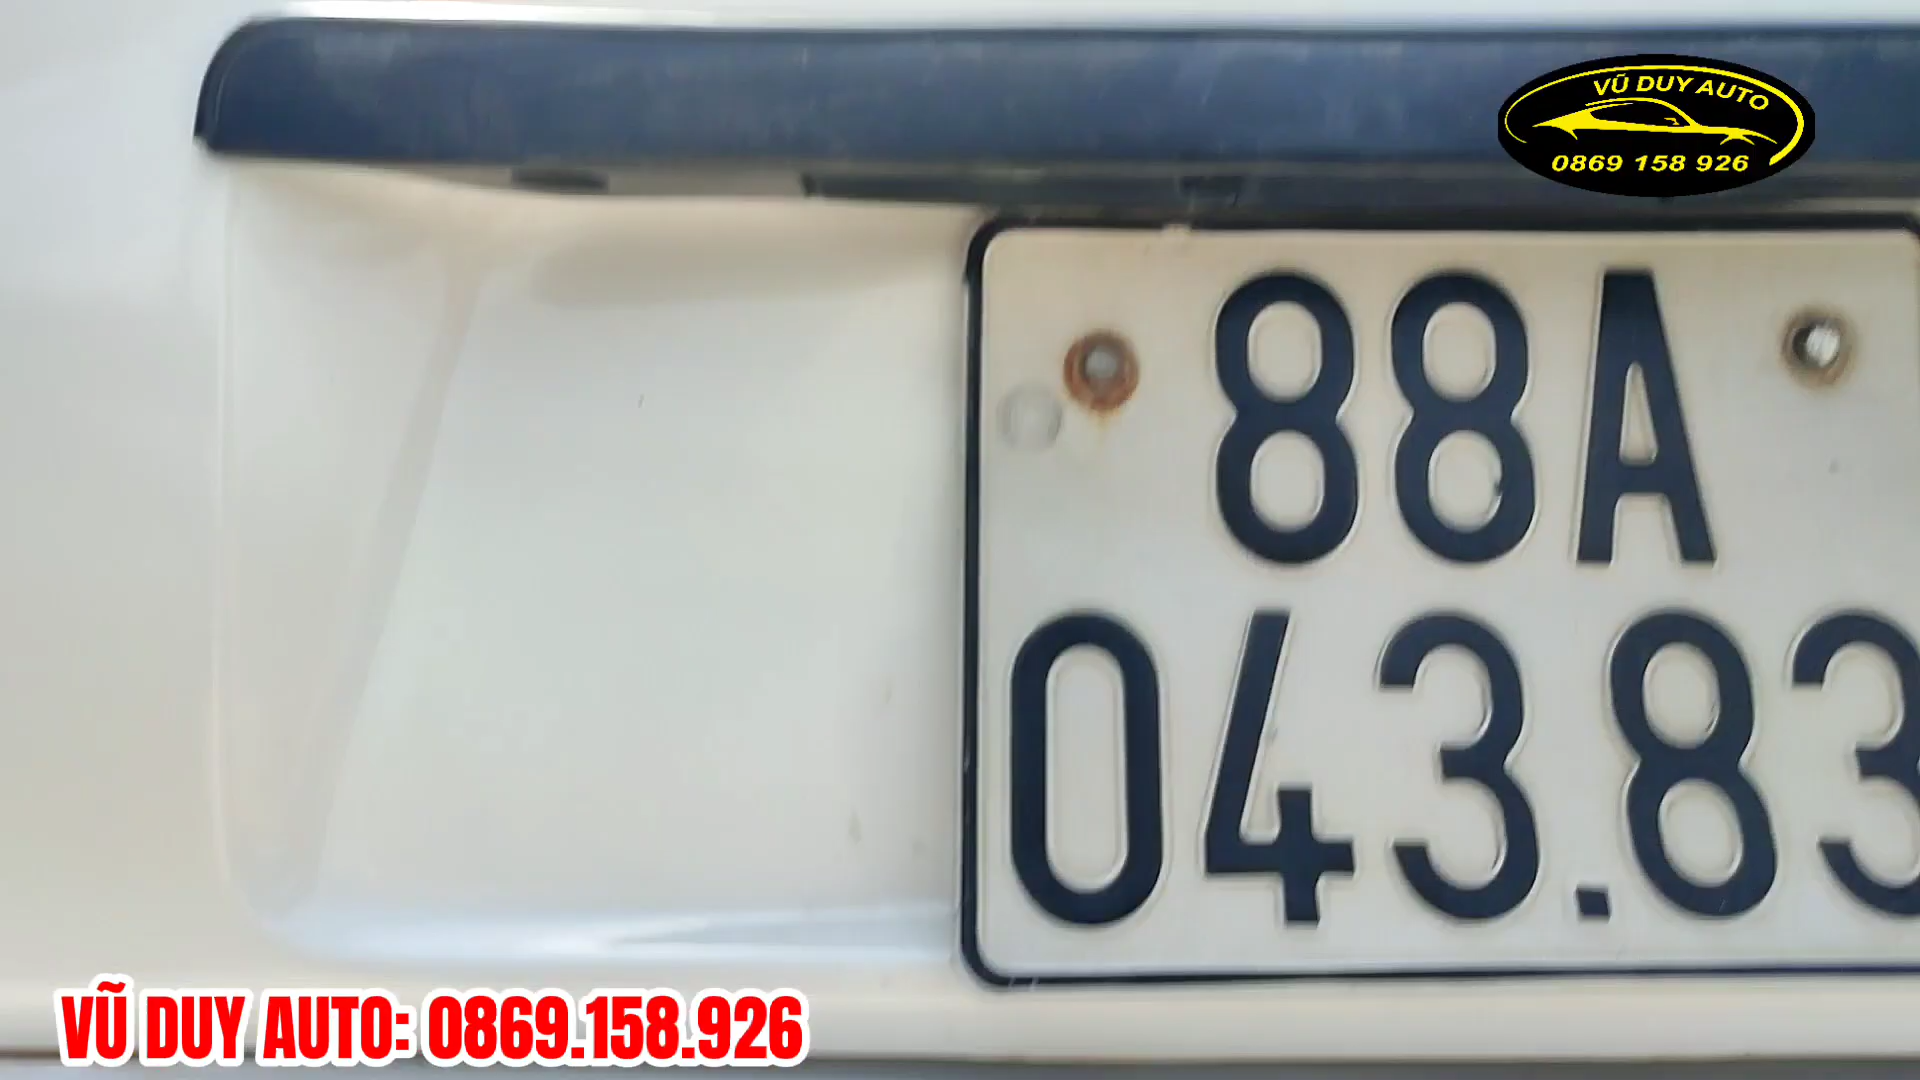 VŨ DUY AUTO
0869 158 926
88A
043.83
VŨ DUY AUTO: 0869.158.926